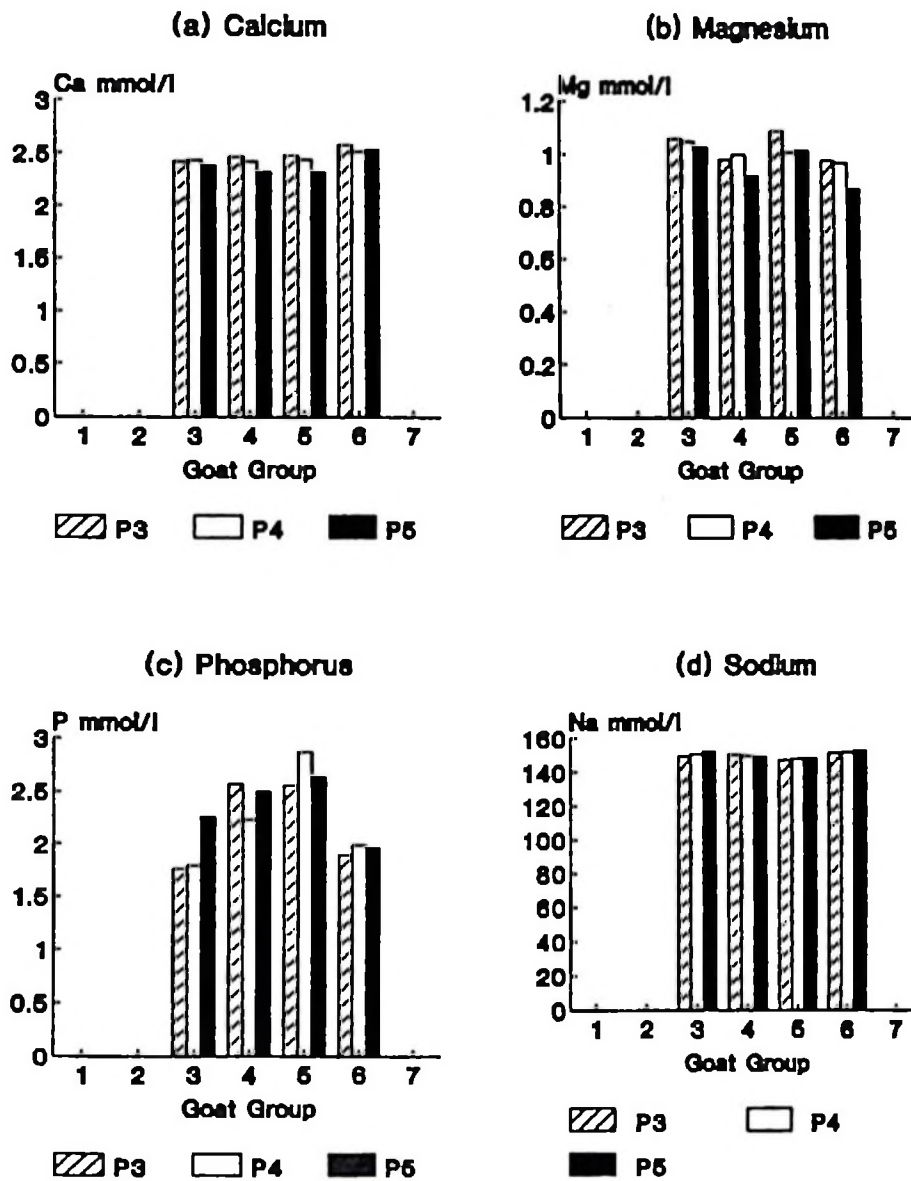 (a) Calcium
Ca mmol/l
3
2.5
2
1.5
1
0.5
0
1 2 3 4 5 6 7
Goat Group
P3 P4 P5
(b) Magnesium
Mg mmol/l
1.2
1
0.8
0.6
0.4
0.2
0
1 2 3 4 5 6 7
Goat Group
P3 P4 P5
(c) Phosphorus
P mmol/l
3
2.5
2
1.5
1
0.5
0
1 2 3 4 5 6 7
Goat Group
P3 P4 P5
(d) Sodium
Na mmol/l
160
140
120
100
80
60
40
20
0
1 2 3 4 5 6 7
Goat Group
P3 P4
P5